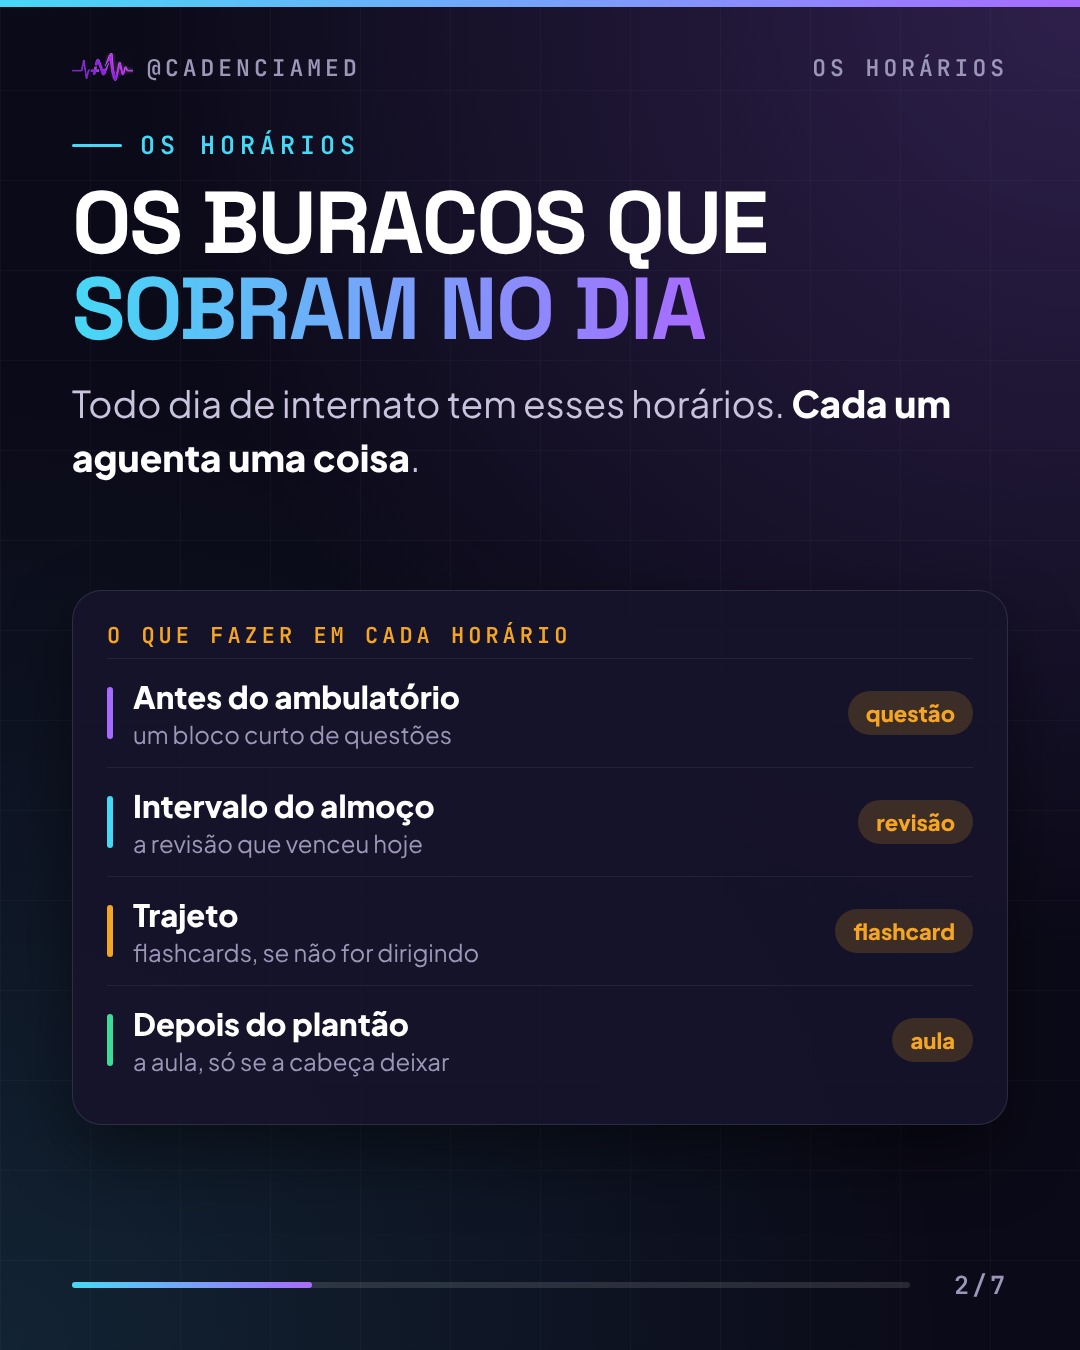 @CADENCIAMED
OS HORÁRIOS
OS HORÁRIOS
OS BURACOS QUE
SOBRAM NO DIA
Todo dia de internato tem esses horários. Cada um
aguenta uma coisa.
O QUE FAZER EM CADA HORÁRIO
Antes do ambulatório
um bloco curto de questões
questão
Intervalo do almoço
a revisão que venceu hoje
revisão
Trajeto
flashcards, se não for dirigindo
flashcard
Depois do plantão
a aula, só se a cabeça deixar
aula
2/7